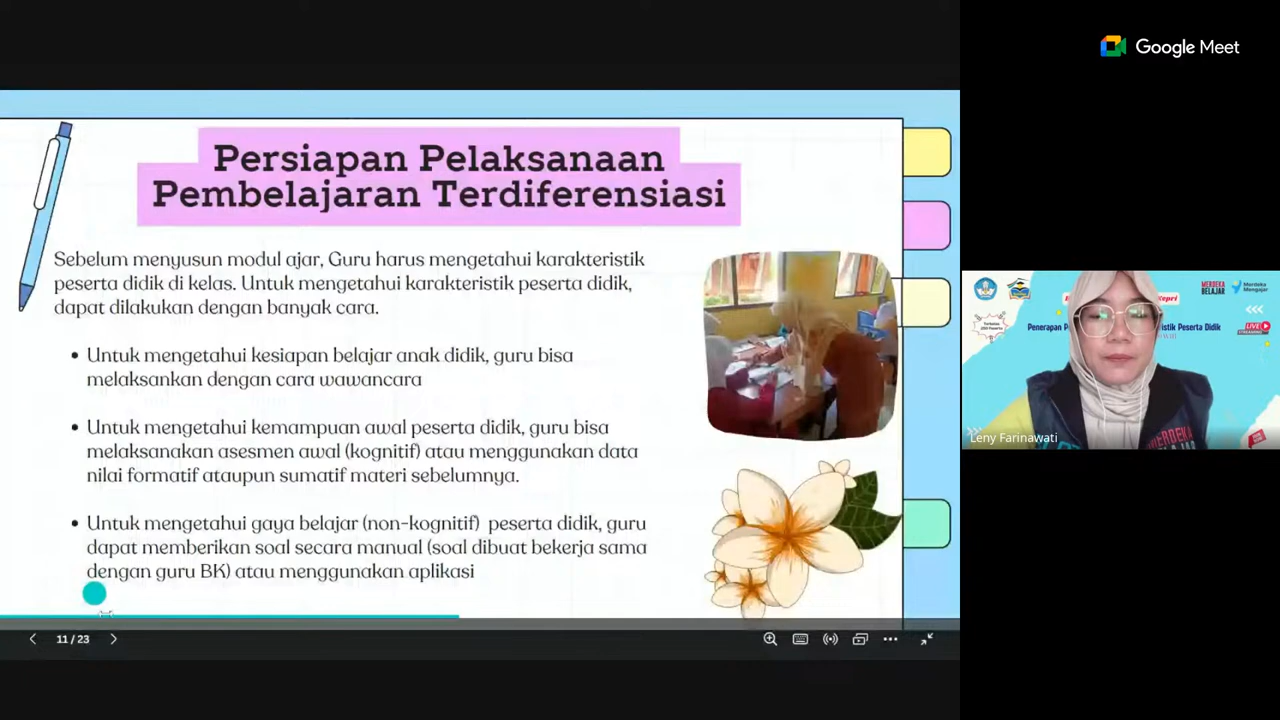 Google Meet
Persiapan Pelaksanaan
Pembelajaran Terdiferensiasi
Sebelum menyusun modul ajar, Guru harus mengetahui karakteristik
peserta didik di kelas. Untuk mengetahui karakteristik peserta didik,
dapat dilakukan dengan banyak cara.
• Untuk mengetahui kesiapan belajar anak didik, guru bisa
melaksankan dengan cara wawancara
• Untuk mengetahui kemampuan awal peserta didik, guru bisa
melaksanakan asesmen awal (kognitif) atau menggunakan data
nilai formatif ataupun sumatif materi sebelumnya.
• Untuk mengetahui gaya belajar (non-kognitif) peserta didik, guru
dapat memberikan soal secara manual (soal dibuat bekerja sama
dengan guru BK) atau menggunakan aplikasi
11 / 23
MERDEKA
BELAJAR
Merdeka
Mengajar
Kepri
Penerapan
Peserta Didik
LIVE
Leny Farinawati